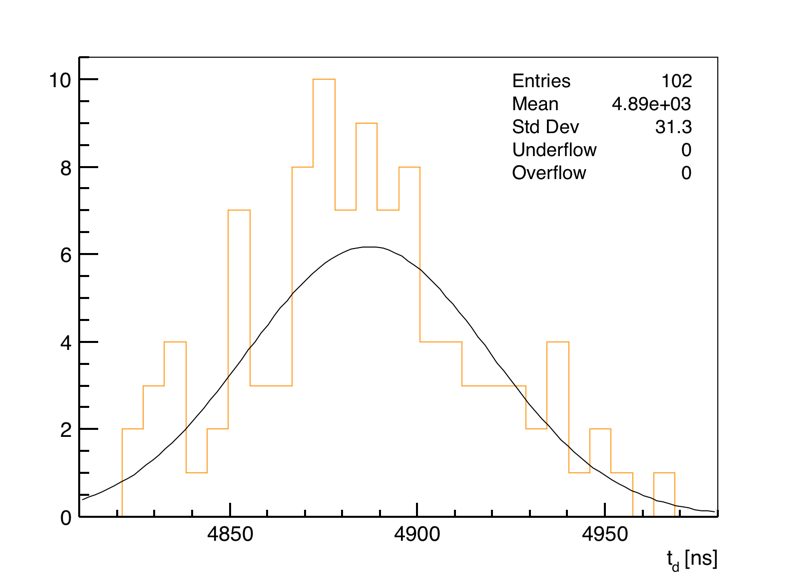 10
Entries 102
Mean 4.89e+03
Std Dev 31.3
Underflow 0
Overflow 0
8
6
4
2
0
4850 4900 4950
t_d [ns]